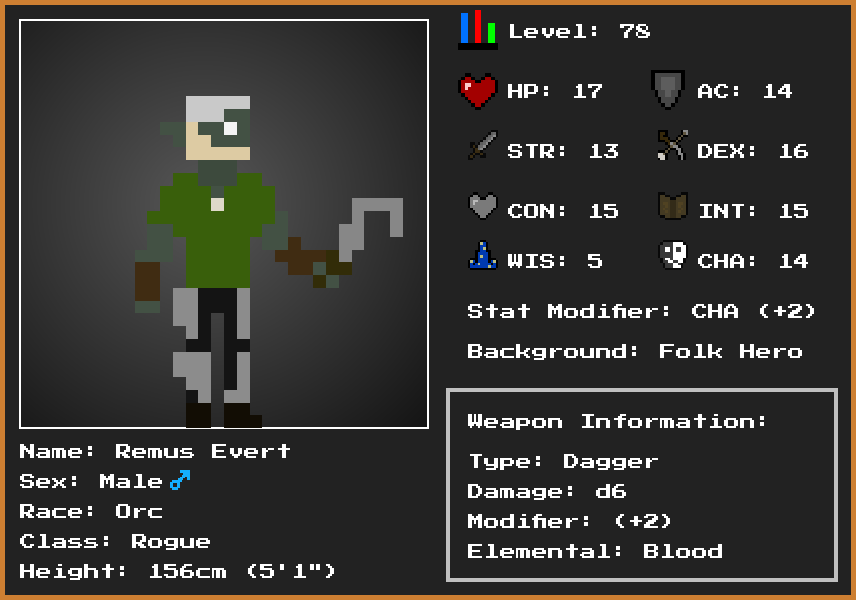 Level: 78
HP: 17
AC: 14
STR: 13
DEX: 16
CON: 15
INT: 15
WIS: 5
CHA: 14
Stat Modifier: CHA (+2)
Background: Folk Hero
Weapon Information:
Type: Dagger
Damage: d6
Modifier: (+2)
Elemental: Blood
Name: Remus Evert
Sex: Male♂
Race: Orc
Class: Rogue
Height: 156cm (5'1")